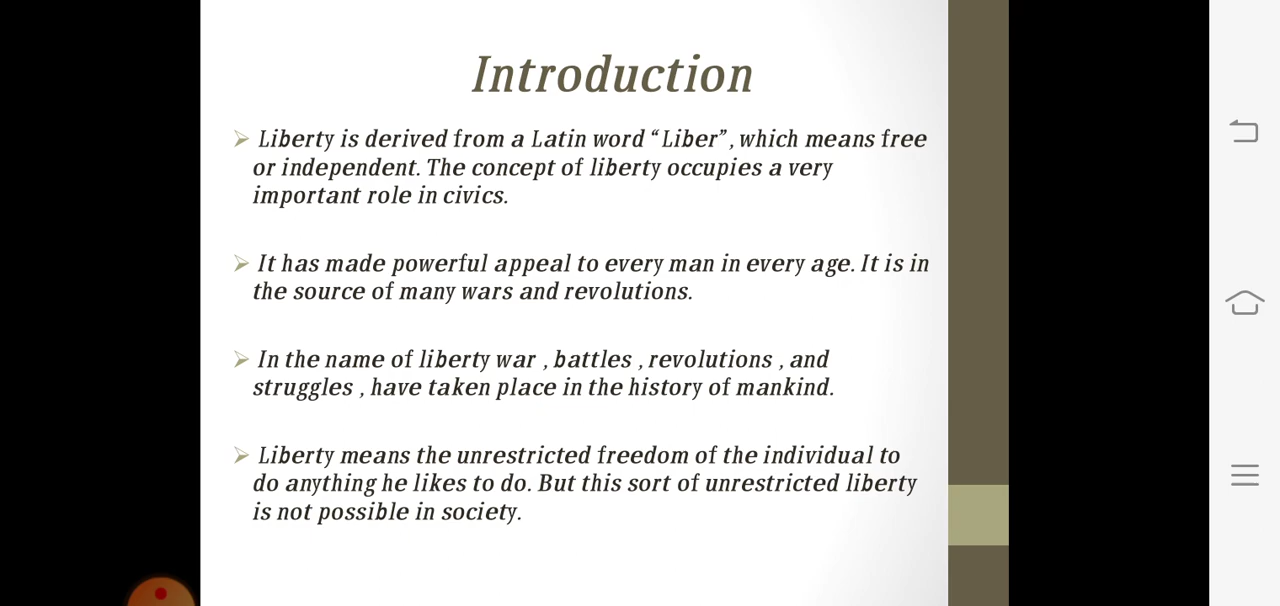 Introduction
Liberty is derived from a Latin word “Liber”, which means free
or independent. The concept of liberty occupies a very
important role in civics.
It has made powerful appeal to every man in every age. It is in
the source of many wars and revolutions.
In the name of liberty war , battles , revolutions , and
struggles , have taken place in the history of mankind.
Liberty means the unrestricted freedom of the individual to
do anything he likes to do. But this sort of unrestricted liberty
is not possible in society.